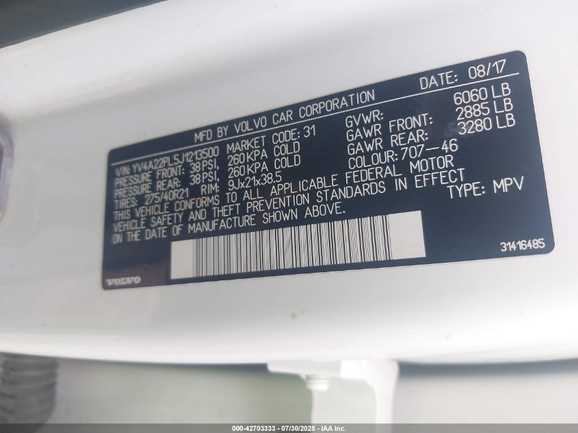 MFD BY VOLVO CAR CORPORATION DATE: 08/17
VIN YV4A22PL5J1213500 MARKET CODE: 31 GVWR: 6060 LB
PRESSURE FRONT: 38 PSI, 260 KPA COLD GAWR FRONT: 2885 LB
PRESSURE REAR: 38 PSI, 260 KPA COLD GAWR REAR: 3280 LB
TIRES: 275/40R21 RIM: 9Jx21x38.5 COLOUR: 707-46
THIS VEHICLE CONFORMS TO ALL APPLICABLE FEDERAL MOTOR
VEHICLE SAFETY AND THEFT PREVENTION STANDARDS IN EFFECT
ON THE DATE OF MANUFACTURE SHOWN ABOVE. TYPE: MPV
31416485
VOLVO
000-42703333 - 07/30/2025 - IAA Inc.